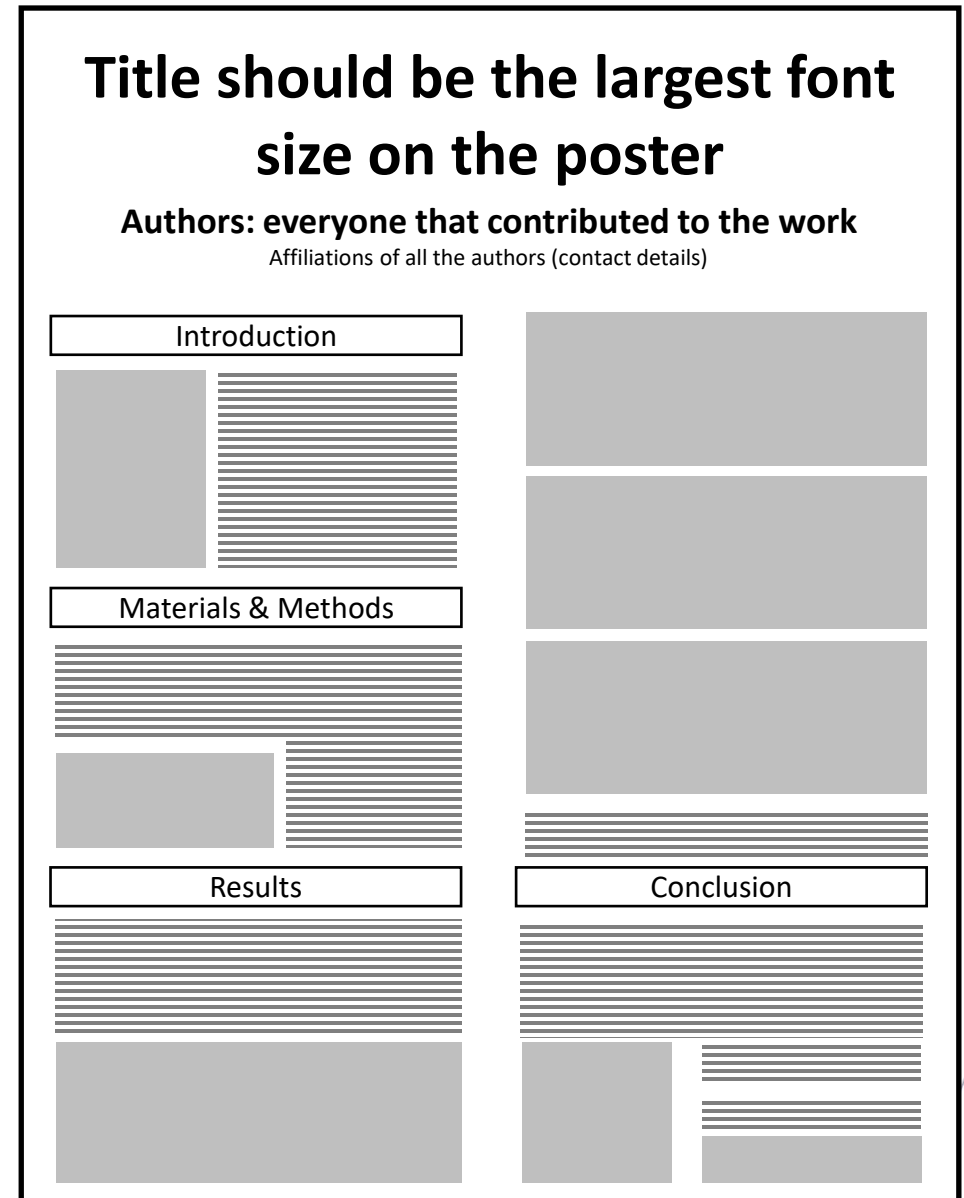 Title should be the largest font
size on the poster
Authors: everyone that contributed to the work
Affiliations of all the authors (contact details)
Introduction
Materials & Methods
Results
Conclusion